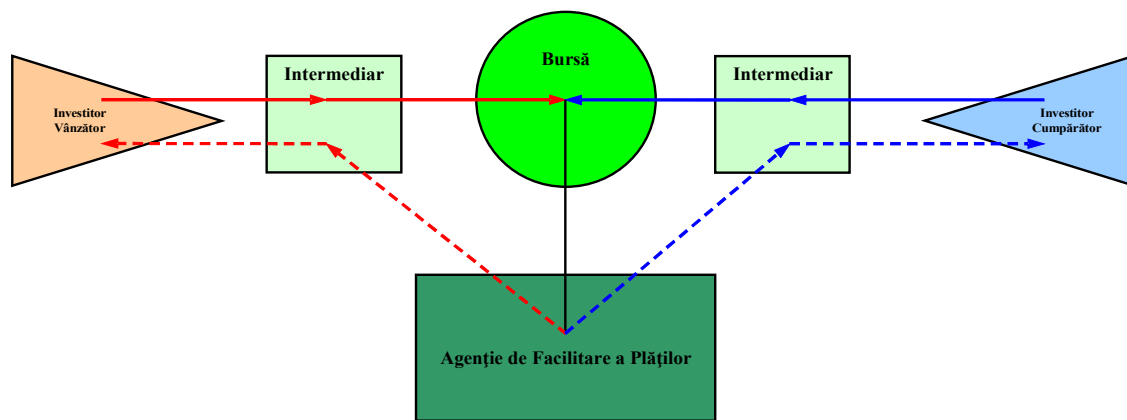 Bursă
Intermediar
Intermediar
Investitor
Vânzător
Investitor
Cumpărător
Agenţie de Facilitare a Plăţilor